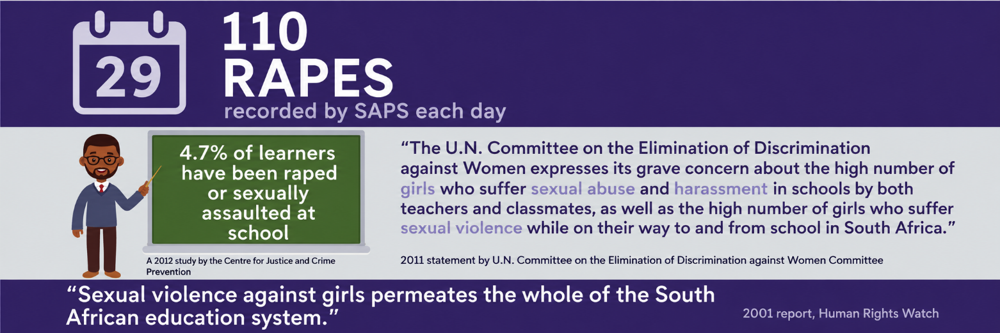 29
110
RAPES
recorded by SAPS each day
4.7% of learners
have been raped
or sexually
assaulted at
school
A 2012 study by the Centre for Justice and Crime
Prevention
“The U.N. Committee on the Elimination of Discrimination
against Women expresses its grave concern about the high number of
girls who suffer sexual abuse and harassment in schools by both
teachers and classmates, as well as the high number of girls who suffer
sexual violence while on their way to and from school in South Africa.”
2011 statement by U.N. Committee on the Elimination of Discrimination against Women Committee
“Sexual violence against girls permeates the whole of the South
African education system.”
2001 report, Human Rights Watch